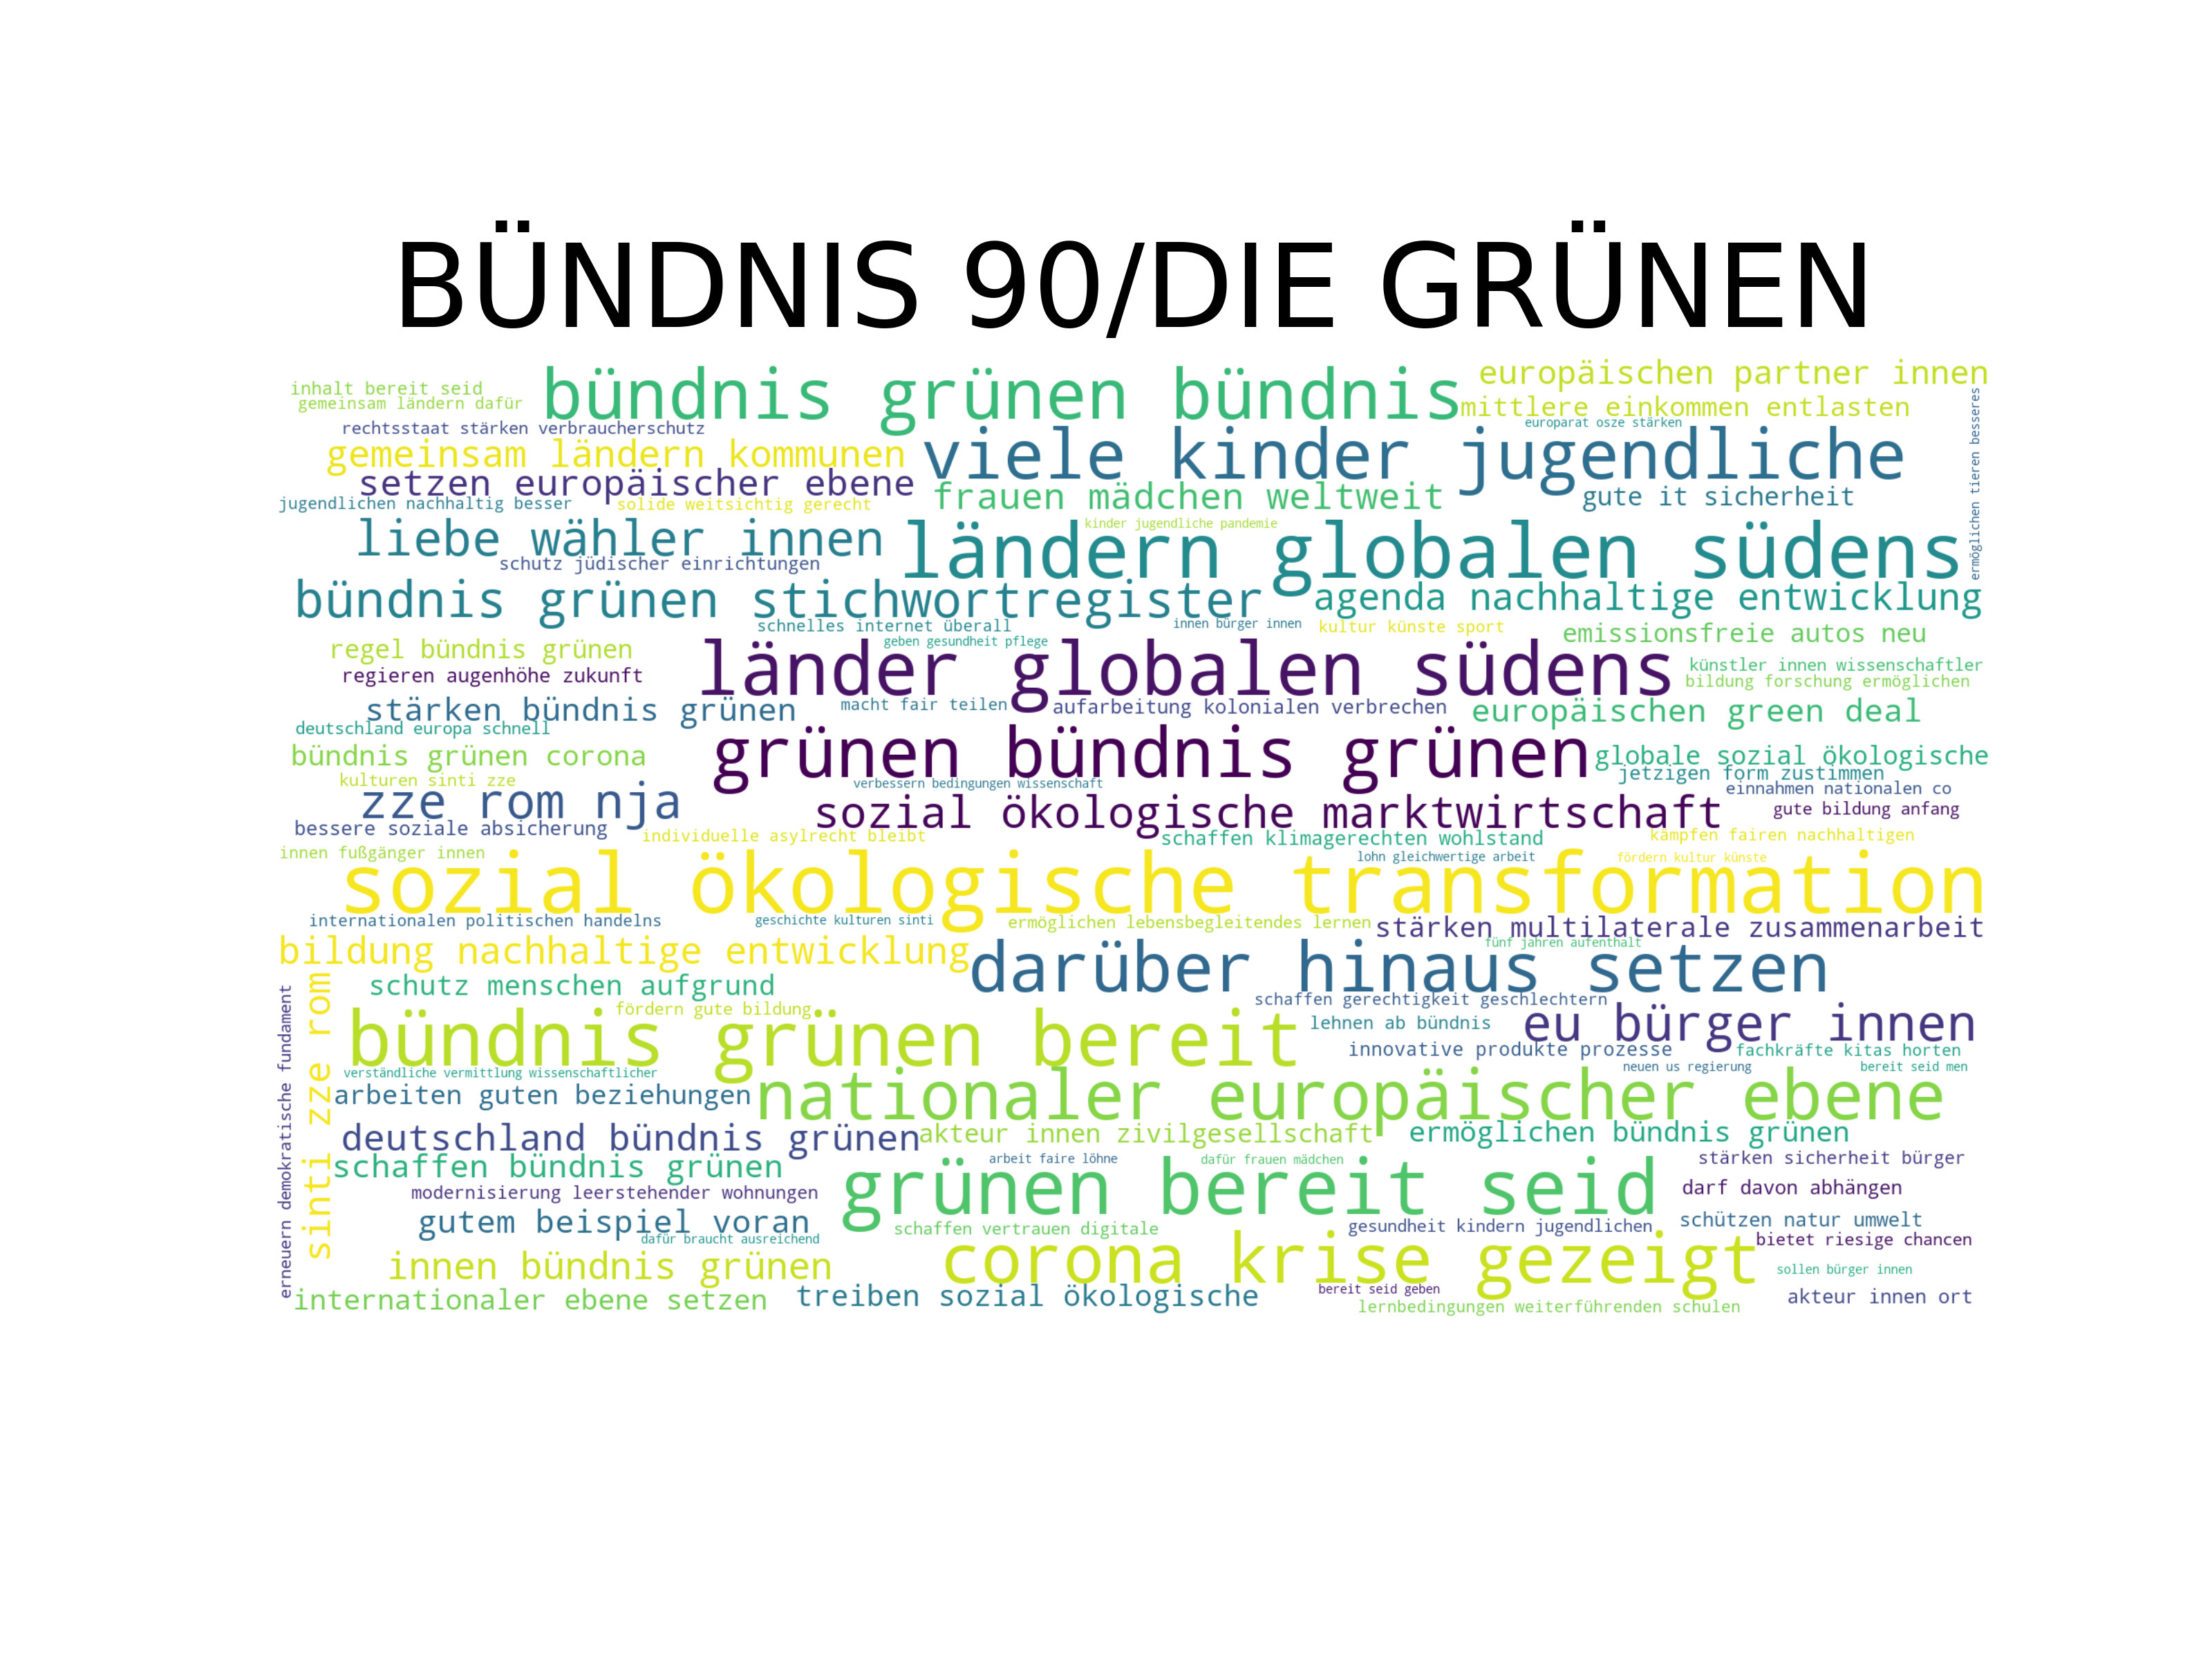 BÜNDNIS 90/DIE GRÜNEN
inhalt bereit seid
bündnis grünen bündnis
europäischen partner innen
gemeinsam ländern dafür
mittlere einkommen entlasten
rechtsstaat stärken verbraucherschutz
europarat osze stärken
gemeinsam ländern kommunen
viele kinder jugendliche
ermöglichen tieren besseres
setzen europäischer ebene
frauen mädchen weltweit
gute it sicherheit
jugendlichen nachhaltig besser
solide weitsichtig gerecht
liebe wähler innen
kinder jugendliche pandemie
ländern globalen südens
schutz jüdischer einrichtungen
bündnis grünen stichwortregister
agenda nachhaltige entwicklung
schnelles internet überall
innen bürger innen
kultur künste sport
emissionsfreie autos neu
regel bündnis grünen
geben gesundheit pflege
länder globalen südens
künstler innen wissenschaftler
regieren augenhöhe zukunft
bildung forschung ermöglichen
stärken bündnis grünen
macht fair teilen
aufarbeitung kolonialen verbrechen
europäischen green deal
deutschland europa schnell
bündnis grünen corona
grünen bündnis grünen
globale sozial ökologische
kulturen sinti zze
jetzigen form zustimmen
verbessern bedingungen wissenschaft
einnahmen nationalen co
zze rom nja
sozial ökologische marktwirtschaft
gute bildung anfang
bessere soziale absicherung
individuelle asylrecht bleibt
schaffen klimagerechten wohlstand
kämpfen fairen nachhaltigen
innen fußgänger innen
lohn gleichwertige arbeit
fördern kultur künste
sozial ökologische transformation
internationalen politischen handelns
geschichte kulturen sinti
ermöglichen lebensbegleitendes lernen
stärken multilaterale zusammenarbeit
bildung nachhaltige entwicklung
fünf jahren aufenthalt
darüber hinaus setzen
schutz menschen aufgrund
erneuern demokratische fundament
sinti zze rom
schaffen gerechtigkeit geschlechtern
fördern gute bildung
bündnis grünen bereit
lehnen ab bündnis
eu bürger innen
innovative produkte prozesse
fachkräfte kitas horten
verständliche vermittlung wissenschaftlicher
neuen us regierung
bereit seid men
arbeiten guten beziehungen
nationaler europäischer ebene
deutschland bündnis grünen
akteur innen zivilgesellschaft
ermöglichen bündnis grünen
schaffen bündnis grünen
arbeit faire löhne
dafür frauen mädchen
stärken sicherheit bürger
modernisierung leerstehender wohnungen
grünen bereit seid
darf davon abhängen
gutem beispiel voran
schaffen vertrauen digitale
gesundheit kindern jugendlichen
schützen natur umwelt
dafür braucht ausreichend
bietet riesige chancen
innen bündnis grünen
corona krise gezeigt
sollen bürger innen
internationaler ebene setzen
treiben sozial ökologische
bereit seid geben
akteur innen ort
lernbedingungen weiterführenden schulen